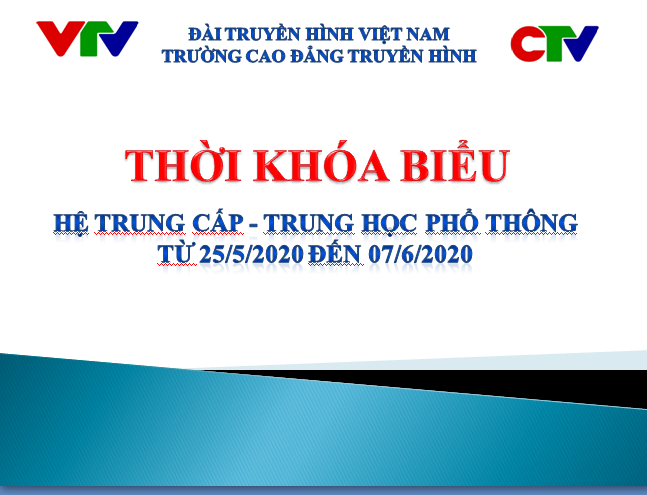 VTV
ĐÀI TRUYỀN HÌNH VIỆT NAM
TRƯỜNG CAO ĐẲNG TRUYỀN HÌNH
CTV
THỜI KHÓA BIỂU
HỆ TRUNG CẤP - TRUNG HỌC PHỔ THÔNG
TỪ 25/5/2020 ĐẾN 07/6/2020